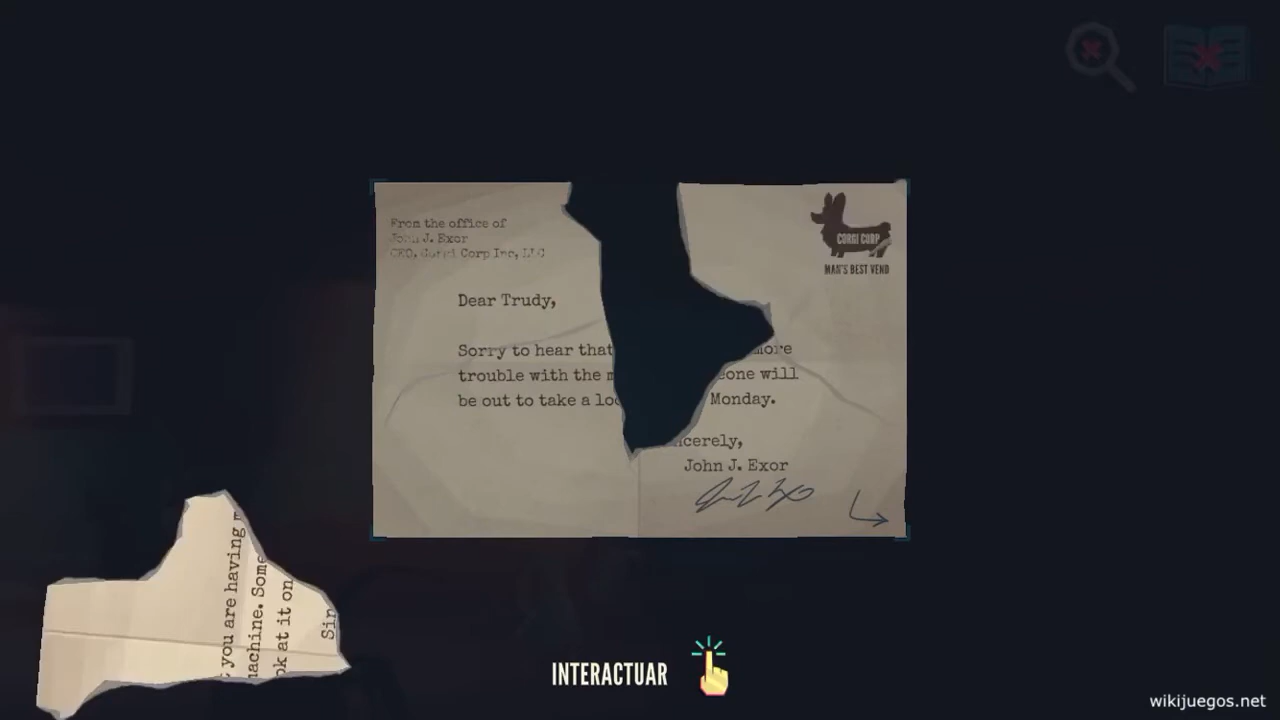 From the office of
John J. Exor
CEO, Corgi Corp Inc, LLC
CORGI CORP
MAN'S BEST VEND
Dear Trudy,
Sorry to hear that more
trouble with the m eone will
be out to take a loo Monday.
ncerely,
John J. Exor
you are having m
achine. Some
ok at it on
Sin
INTERACTUAR
wikijuegos.net